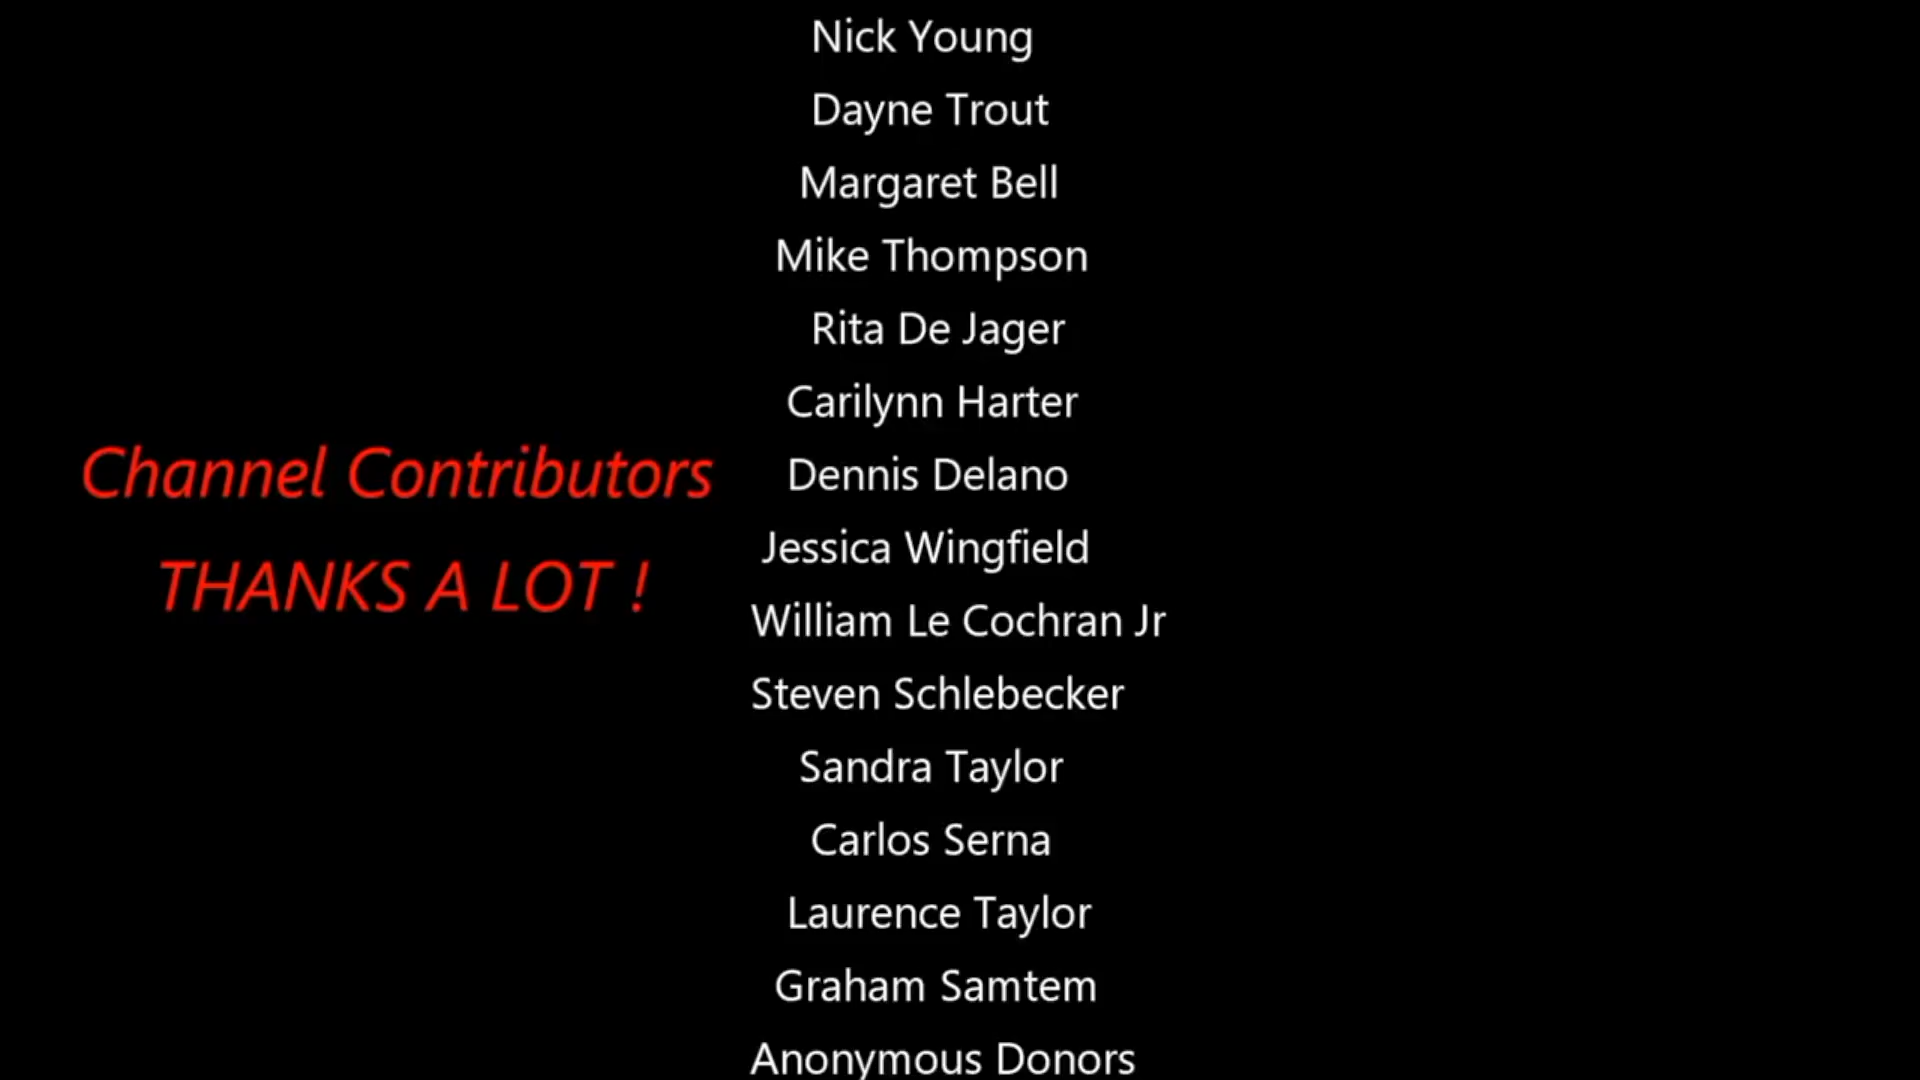 Nick Young
Dayne Trout
Margaret Bell
Mike Thompson
Rita De Jager
Carilynn Harter
Channel Contributors
THANKS A LOT !
Dennis Delano
Jessica Wingfield
William Le Cochran Jr
Steven Schlebecker
Sandra Taylor
Carlos Serna
Laurence Taylor
Graham Samtem
Anonymous Donors